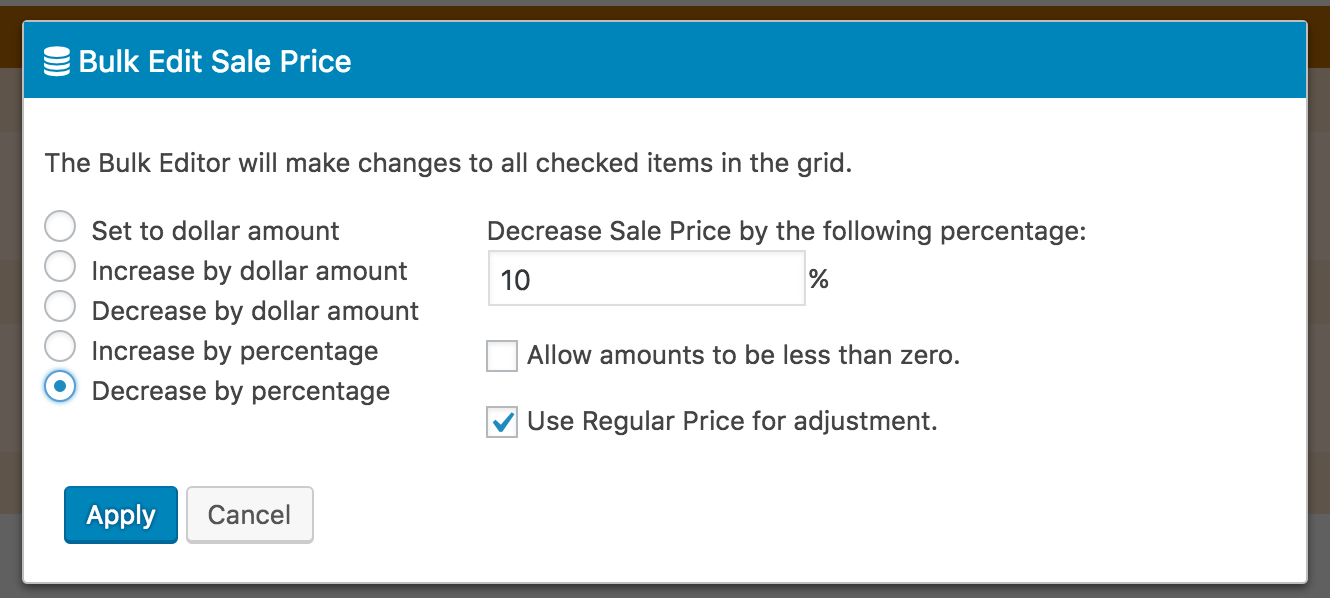 Bulk Edit Sale Price
The Bulk Editor will make changes to all checked items in the grid.
Set to dollar amount
Increase by dollar amount
Decrease by dollar amount
Increase by percentage
Decrease by percentage
Decrease Sale Price by the following percentage:
10 %
Allow amounts to be less than zero.
Use Regular Price for adjustment.
Apply Cancel